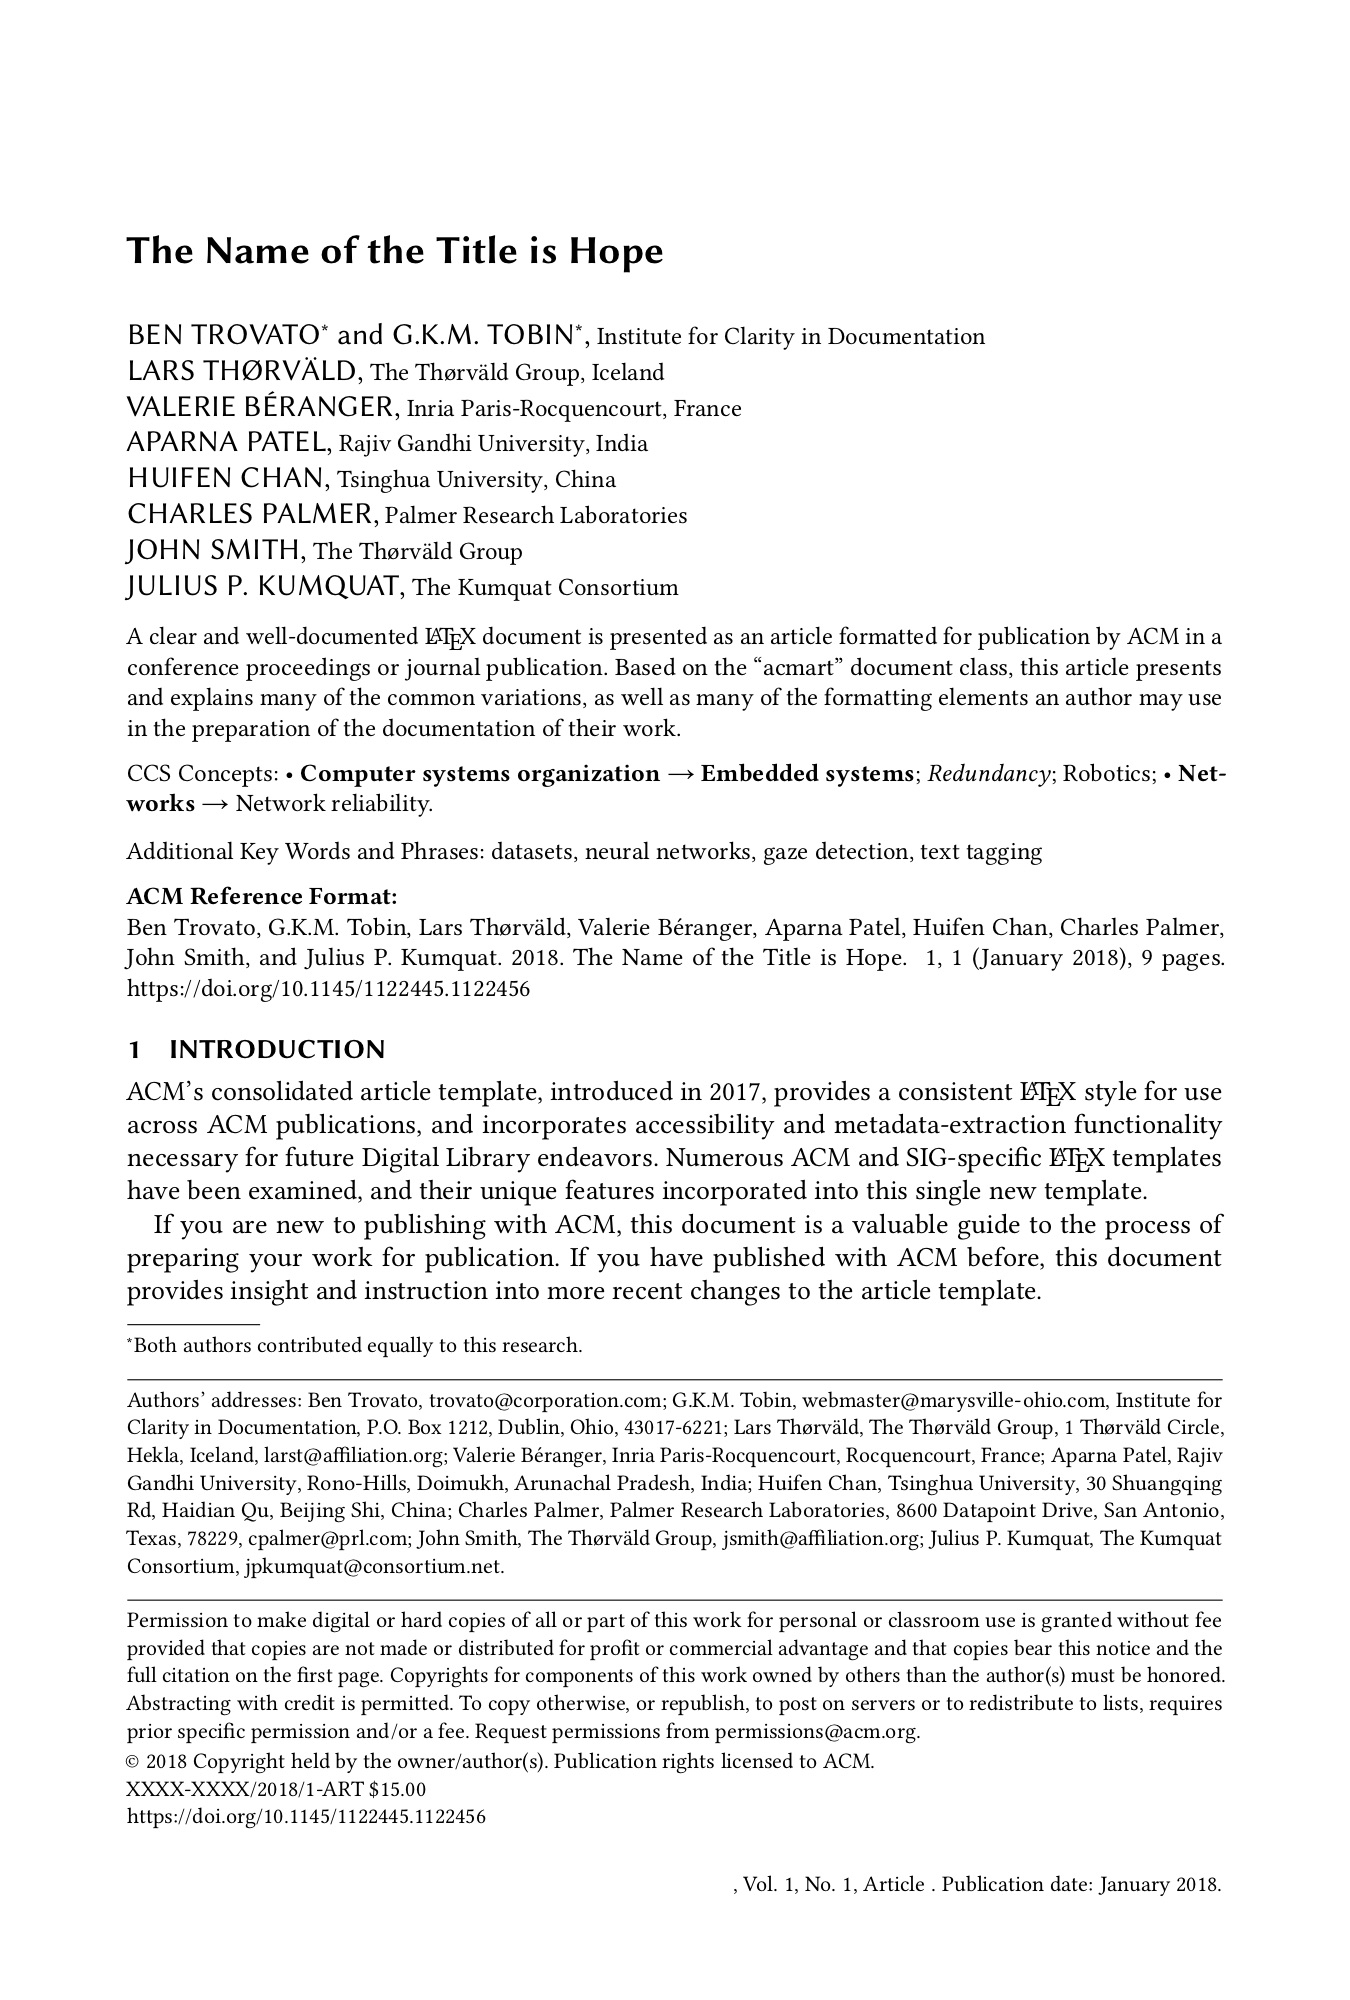 The Name of the Title is Hope
BEN TROVATO* and G.K.M. TOBIN*, Institute for Clarity in Documentation
LARS THØRVÄLD, The Thørväld Group, Iceland
VALERIE BÉRANGER, Inria Paris-Rocquencourt, France
APARNA PATEL, Rajiv Gandhi University, India
HUIFEN CHAN, Tsinghua University, China
CHARLES PALMER, Palmer Research Laboratories
JOHN SMITH, The Thørväld Group
JULIUS P. KUMQUAT, The Kumquat Consortium
A clear and well-documented LATEX document is presented as an article formatted for publication by ACM in a
conference proceedings or journal publication. Based on the “acmart” document class, this article presents
and explains many of the common variations, as well as many of the formatting elements an author may use
in the preparation of the documentation of their work.
CCS Concepts: • Computer systems organization → Embedded systems; Redundancy; Robotics; • Net-
works → Network reliability.
Additional Key Words and Phrases: datasets, neural networks, gaze detection, text tagging
ACM Reference Format:
Ben Trovato, G.K.M. Tobin, Lars Thørväld, Valerie Béranger, Aparna Patel, Huifen Chan, Charles Palmer,
John Smith, and Julius P. Kumquat. 2018. The Name of the Title is Hope. 1, 1 (January 2018), 9 pages.
https://doi.org/10.1145/1122445.1122456
1 INTRODUCTION
ACM’s consolidated article template, introduced in 2017, provides a consistent LATEX style for use
across ACM publications, and incorporates accessibility and metadata-extraction functionality
necessary for future Digital Library endeavors. Numerous ACM and SIG-specific LATEX templates
have been examined, and their unique features incorporated into this single new template.
If you are new to publishing with ACM, this document is a valuable guide to the process of
preparing your work for publication. If you have published with ACM before, this document
provides insight and instruction into more recent changes to the article template.
*Both authors contributed equally to this research.
Authors’ addresses: Ben Trovato, trovato@corporation.com; G.K.M. Tobin, webmaster@marysville-ohio.com, Institute for
Clarity in Documentation, P.O. Box 1212, Dublin, Ohio, 43017-6221; Lars Thørväld, The Thørväld Group, 1 Thørväld Circle,
Hekla, Iceland, larst@affiliation.org; Valerie Béranger, Inria Paris-Rocquencourt, Rocquencourt, France; Aparna Patel, Rajiv
Gandhi University, Rono-Hills, Doimukh, Arunachal Pradesh, India; Huifen Chan, Tsinghua University, 30 Shuangqing
Rd, Haidian Qu, Beijing Shi, China; Charles Palmer, Palmer Research Laboratories, 8600 Datapoint Drive, San Antonio,
Texas, 78229, cpalmer@prl.com; John Smith, The Thørväld Group, jsmith@affiliation.org; Julius P. Kumquat, The Kumquat
Consortium, jpkumquat@consortium.net.
Permission to make digital or hard copies of all or part of this work for personal or classroom use is granted without fee
provided that copies are not made or distributed for profit or commercial advantage and that copies bear this notice and the
full citation on the first page. Copyrights for components of this work owned by others than the author(s) must be honored.
Abstracting with credit is permitted. To copy otherwise, or republish, to post on servers or to redistribute to lists, requires
prior specific permission and/or a fee. Request permissions from permissions@acm.org.
© 2018 Copyright held by the owner/author(s). Publication rights licensed to ACM.
XXXX-XXXX/2018/1-ART $15.00
https://doi.org/10.1145/1122445.1122456
, Vol. 1, No. 1, Article . Publication date: January 2018.